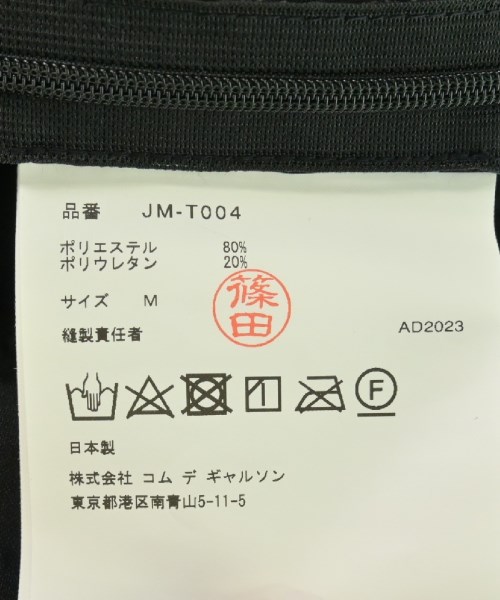 品番 JM-T004
ポリエステル 80%
ポリウレタン 20%
サイズ M
篠田
縫製責任者
AD2023
F
日本製
株式会社 コム デ ギャルソン
東京都港区南青山5-11-5